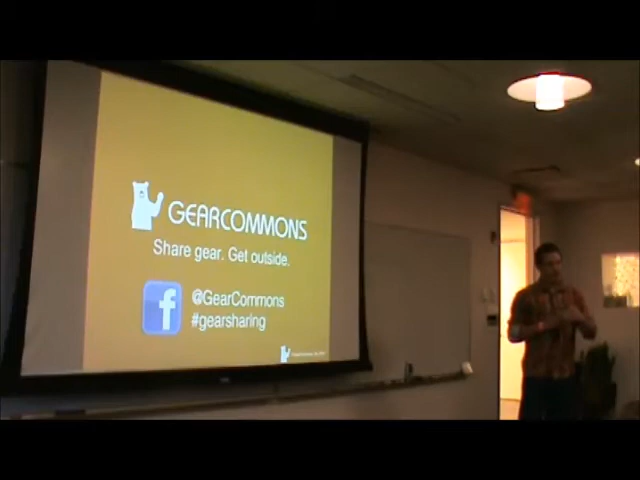 GEARCOMMONS
Share gear. Get outside.
f
@GearCommons
#gearsharing